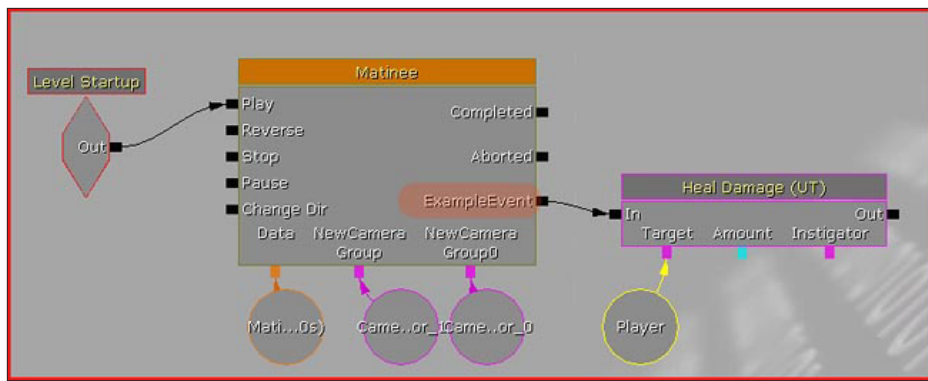 Level Startup
Out
Matinee
Play
Reverse
Stop
Pause
Change Dir
Completed
Aborted
ExampleEvent
Data
NewCamera
Group
NewCamera
Group0
Mati...0s)
Came..or_1
Came..or_0
Heal Damage (UT)
In
Out
Target
Amount
Instigator
Player